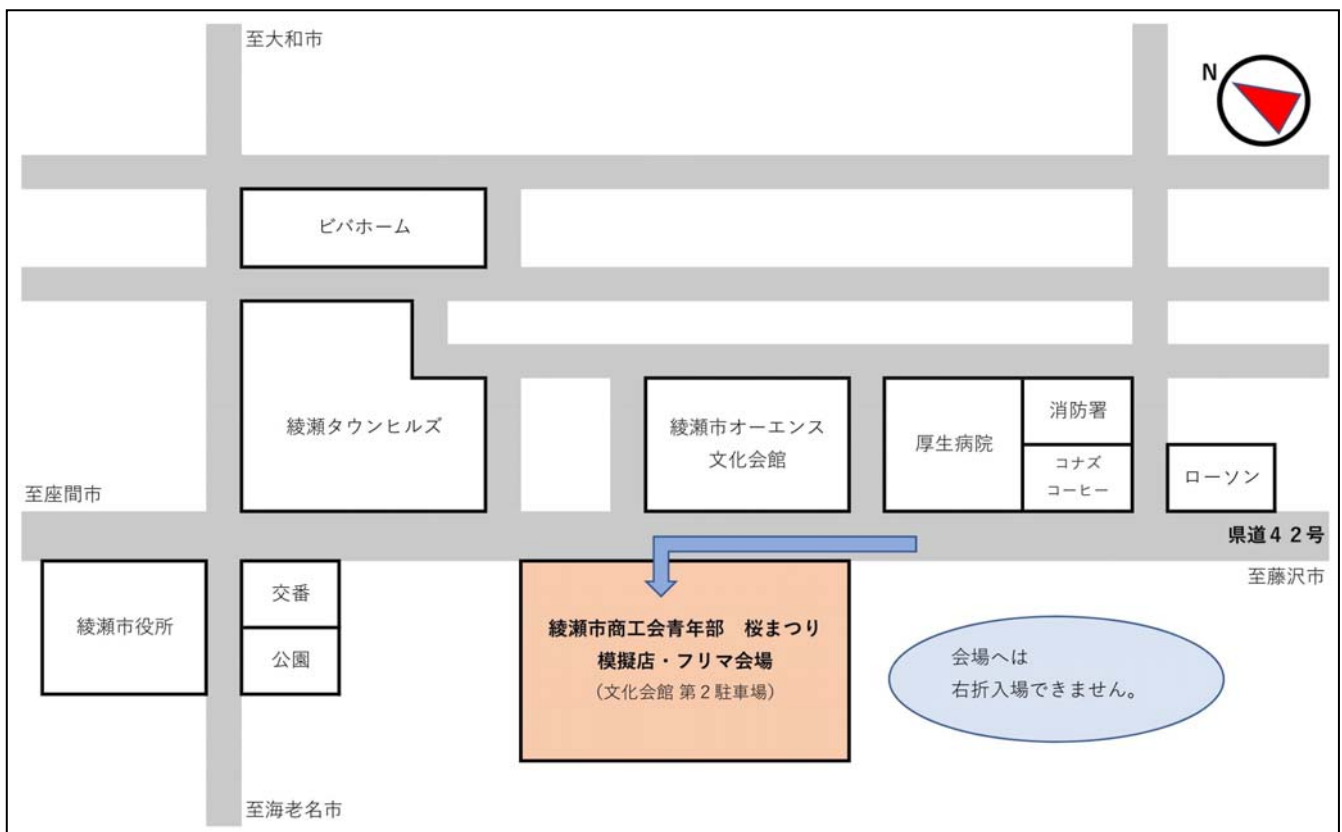 至大和市
N
ビバホーム
綾瀬タウンヒルズ
綾瀬市オーエンス
文化会館
厚生病院
消防署
コナズ
コーヒー
ローソン
至座間市
県道42号
至藤沢市
綾瀬市役所
交番
公園
綾瀬市商工会青年部　桜まつり
模擬店・フリマ会場
（文化会館 第2駐車場）
会場へは
右折入場できません。
至海老名市